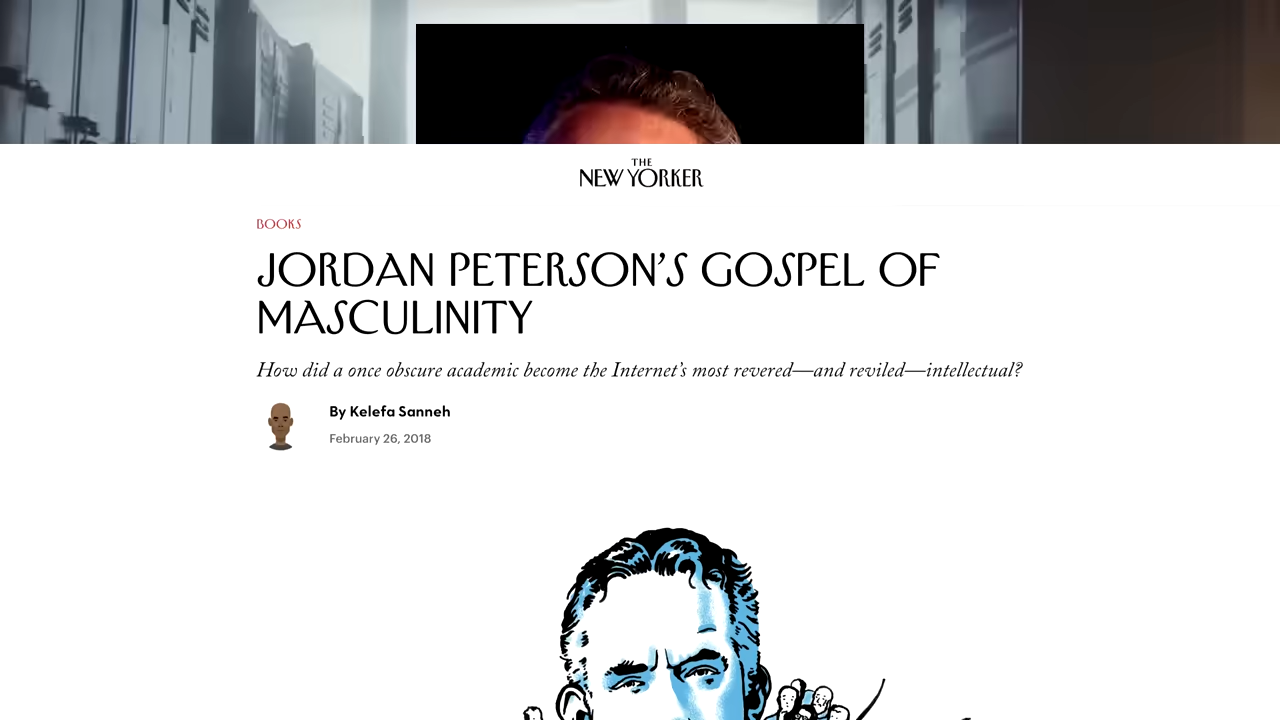 THE
NEW YORKER
BOOKS
JORDAN PETERSON'S GOSPEL OF
MASCULINITY
How did a once obscure academic become the Internet's most revered—and reviled—intellectual?
By Kelefa Sanneh
February 26, 2018